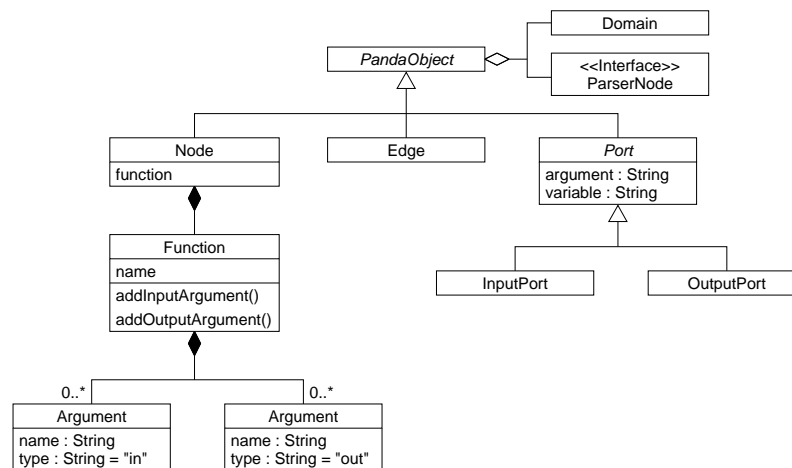 Domain
PandaObject
<<Interface>>
ParserNode
Node
function
Edge
Port
argument : String
variable : String
Function
name
addInputArgument()
addOutputArgument()
InputPort
OutputPort
0..*
0..*
Argument
name : String
type : String = "in"
Argument
name : String
type : String = "out"